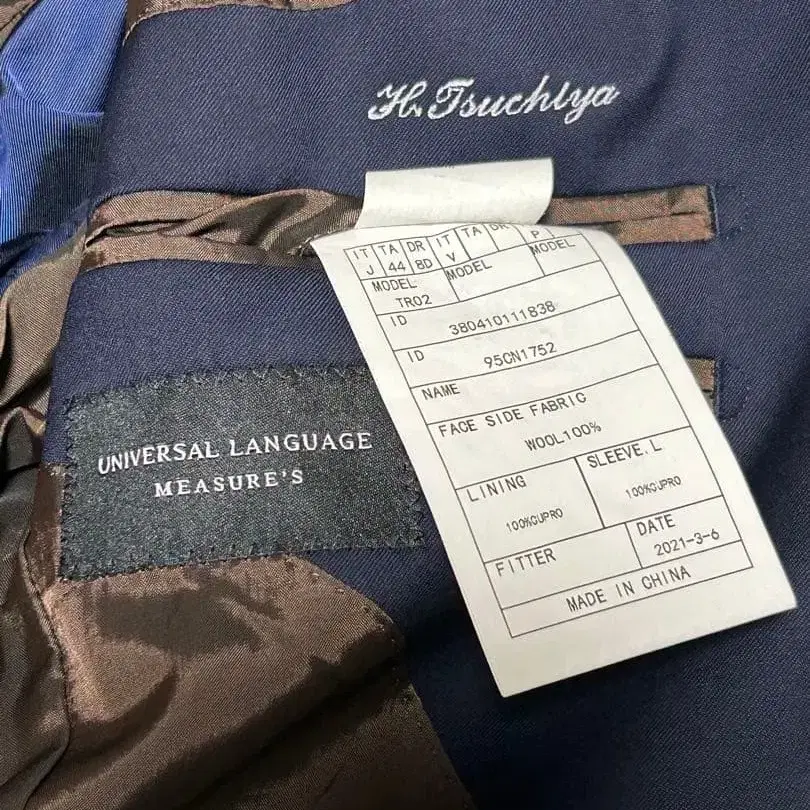 H.Tsuchiya
IT TA DR IT TA DR P
J 44 8D V
MODEL MODEL MODEL
TR02
ID 380410111838
ID 95CN1752
NAME
FACE SIDE FABRIC
WOOL100%
LINING SLEEVE.L
100%CUPRO 100%CUPRO
FITTER DATE
2021-3-6
MADE IN CHINA
UNIVERSAL LANGUAGE
MEASURE'S